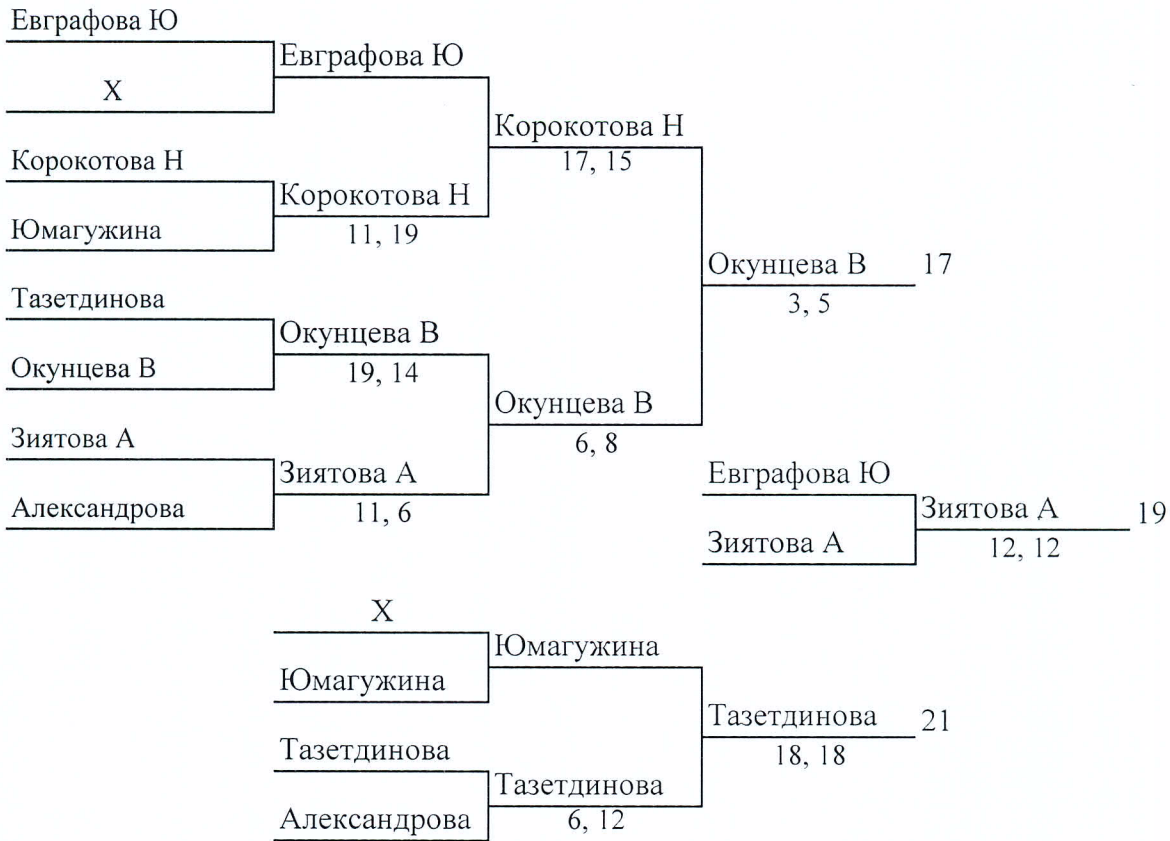 Евграфова Ю
Евграфова Ю
Х
Корокотова Н
17, 15
Корокотова Н
Корокотова Н
11, 19
Юмагужина
Окунцева В 17
3, 5
Тазетдинова
Окунцева В
19, 14
Окунцева В
Окунцева В
6, 8
Зиятова А
Зиятова А
11, 6
Александрова
Евграфова Ю
Зиятова А 19
12, 12
Зиятова А
Х
Юмагужина
Юмагужина
Тазетдинова 21
18, 18
Тазетдинова
Тазетдинова
6, 12
Александрова